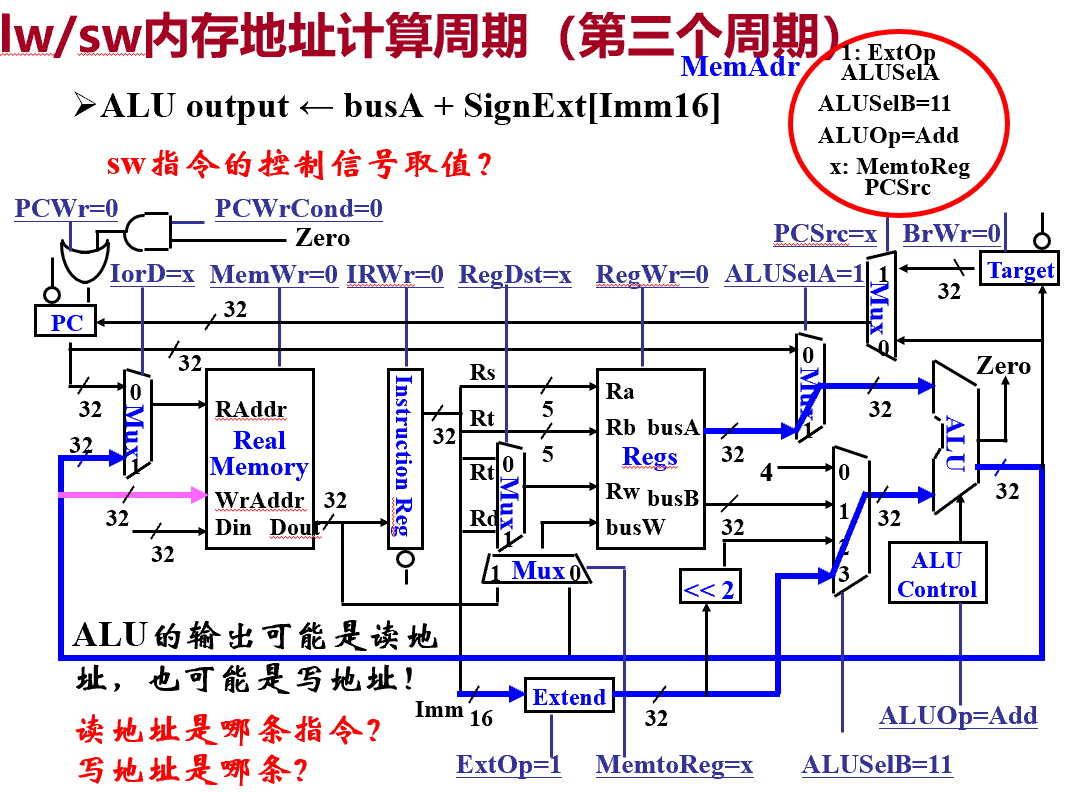 lw/sw内存地址计算周期（第三个周期）
MemAdr
1: ExtOp
ALUSelA
ALUSelB=11
ALUOp=Add
x: MemtoReg
PCSrc
➢ALU output ← busA + SignExt[Imm16]
sw指令的控制信号取值?
PCWr=0
PCWrCond=0
Zero
PCSrc=x
BrWr=0
IorD=x
MemWr=0
IRWr=0
RegDst=x
RegWr=0
ALUSelA=1
Target
32
PC
32
1
Mux
0
32
0
Mux
1
32
32
32
32
RAddr
Real
Memory
WrAddr
Din
Dout
32
Instruction Reg
32
Rs
Rt
Rt
Rd
5
5
0
Mux
1
1 Mux 0
Ra
Rb
busA
Regs
Rw
busB
busW
32
32
0
Mux
1
4
0
1
2
3
32
32
Zero
ALU
32
<< 2
ALU
Control
ALU的输出可能是读地
址，也可能是写地址!
读地址是哪条指令?
写地址是哪条?
Imm
16
Extend
32
ExtOp=1
MemtoReg=x
ALUSelB=11
ALUOp=Add